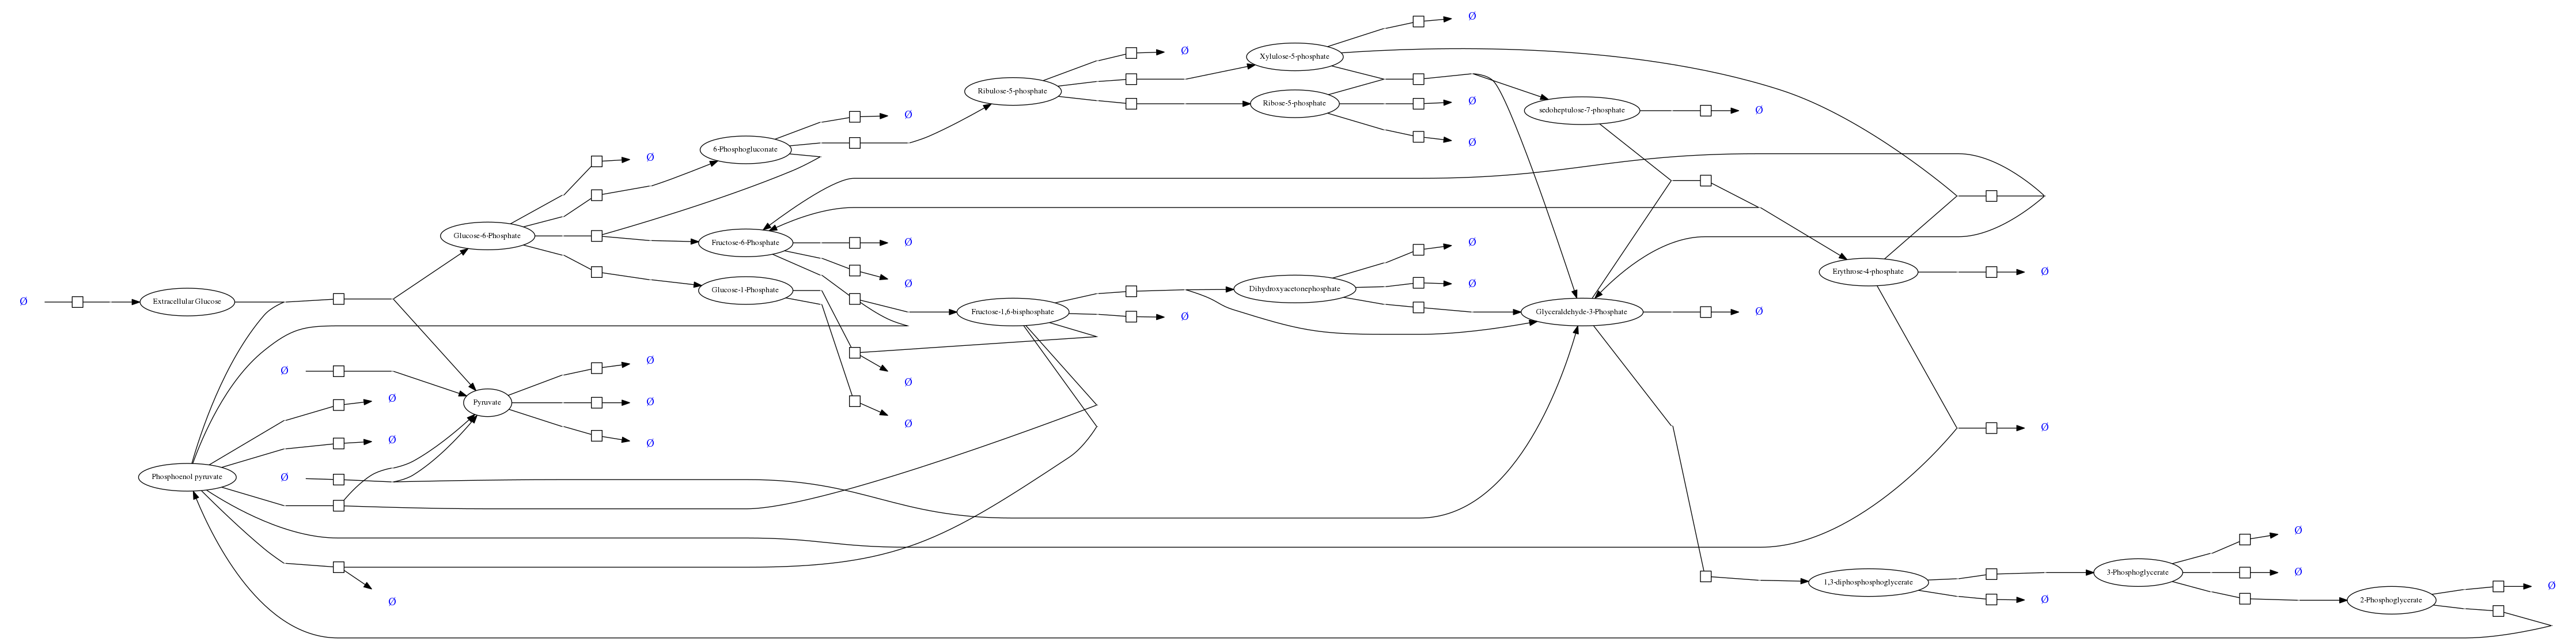 Ø
Ø
Xylulose-5-phosphate
Ribulose-5-phosphate
Ø
Ribose-5-phosphate
sedoheptulose-7-phosphate
Ø
Ø
Ø
Ø
6-Phosphogluconate
Ø
Glucose-6-Phosphate
Fructose-6-Phosphate
Ø
Ø
Erythrose-4-phosphate
Ø
Glucose-1-Phosphate
Ø
Dihydroxyacetonephosphate
Ø
Ø
Extracellular Glucose
Fructose-1,6-bisphosphate
Ø
Glyceraldehyde-3-Phosphate
Ø
Ø
Ø
Ø
Ø
Pyruvate
Ø
Ø
Ø
Ø
Ø
Phosphoenol pyruvate
Ø
Ø
Ø
1,3-diphosphosphoglycerate
Ø
3-Phosphoglycerate
Ø
2-Phosphoglycerate
Ø
Ø